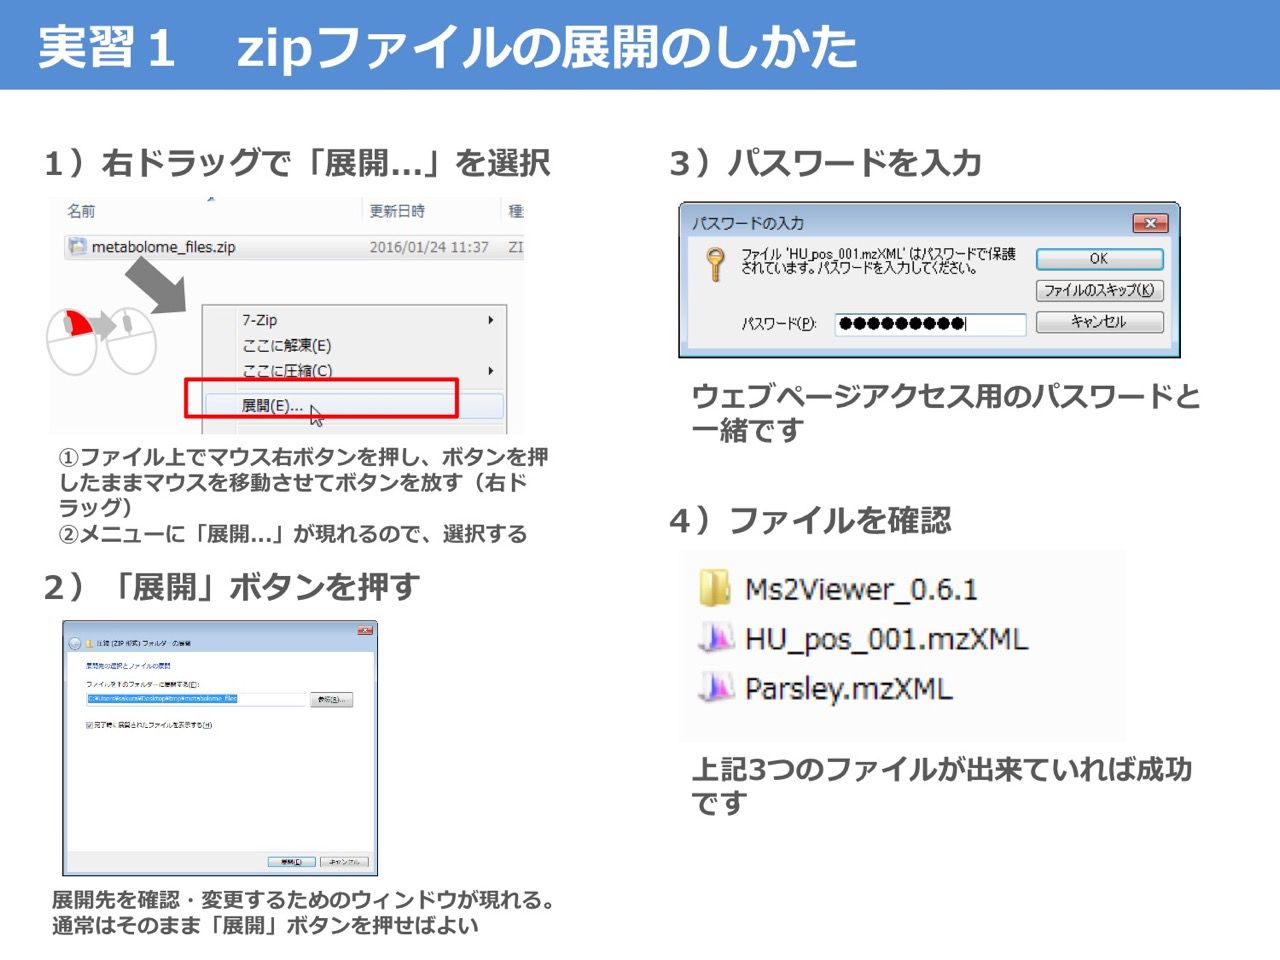 実習１　zipファイルの展開のしかた
１）右ドラッグで「展開...」を選択
名前
更新日時
種
metabolome_files.zip
2016/01/24 11:37
ZI
7-Zip
ここに解凍(E)
ここに圧縮(C)
展開(E)...
①ファイル上でマウス右ボタンを押し、ボタンを押
したままマウスを移動させてボタンを放す（右ド
ラッグ）
②メニューに「展開...」が現れるので、選択する
２）「展開」ボタンを押す
圧縮 (ZIP 形式) フォルダーの展開
展開先の選択とファイルの展開
ファイルを下のフォルダーに展開する(F):
C:¥Users¥sakurai¥Desktop¥tmp¥metabolome_files
参照(R)...
完了時に展開されたファイルを表示する(H)
展開(E)
キャンセル
展開先を確認・変更するためのウィンドウが現れる。
通常はそのまま「展開」ボタンを押せばよい
３）パスワードを入力
パスワードの入力
ファイル 'HU_pos_001.mzXML' はパスワードで保護
されています。パスワードを入力してください。
OK
ファイルのスキップ(K)
パスワード(P):
●●●●●●●●●
キャンセル
ウェブページアクセス用のパスワードと
一緒です
４）ファイルを確認
Ms2Viewer_0.6.1
HU_pos_001.mzXML
Parsley.mzXML
上記3つのファイルが出来ていれば成功
です